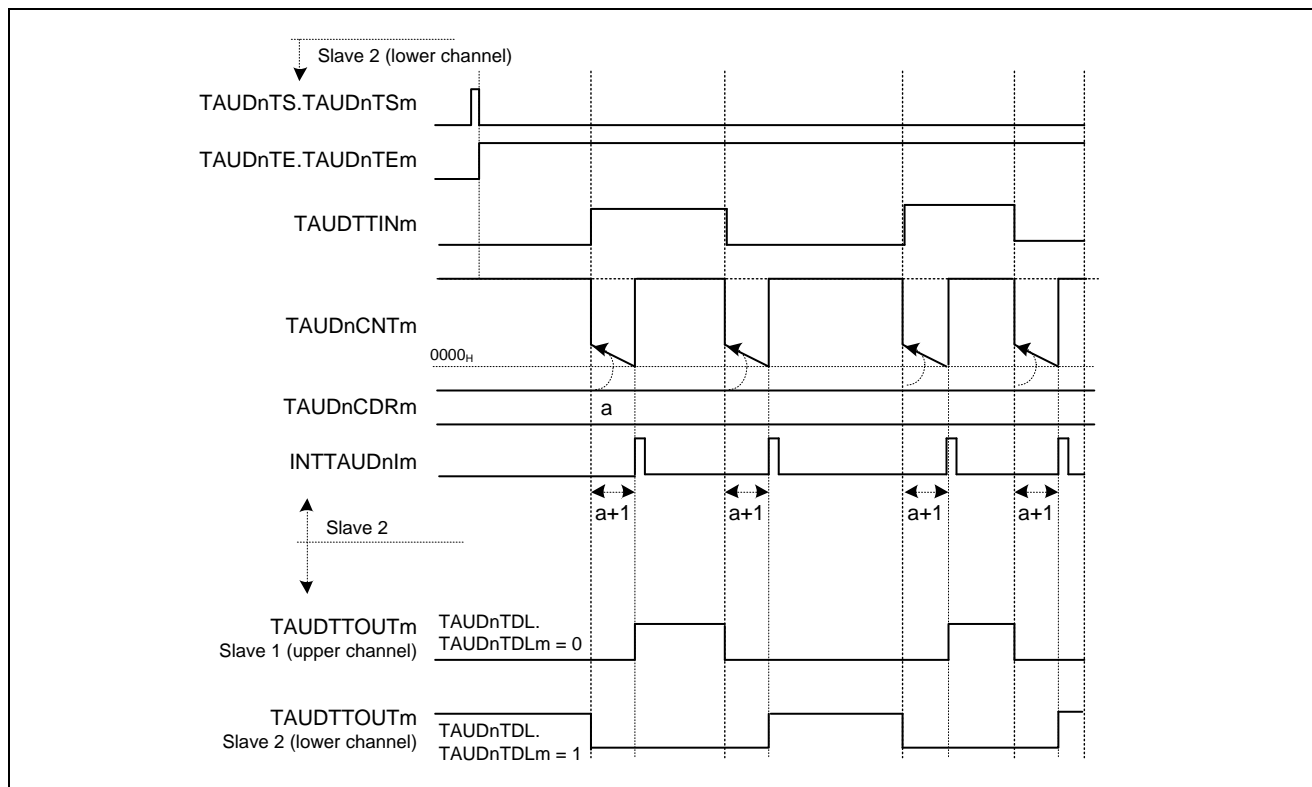 Slave 2 (lower channel)
TAUDnTS.TAUDnTSm
TAUDnTE.TAUDnTEm
TAUDTTINm
TAUDnCNTm
0000H
TAUDnCDRm
a
INTTAUDnIm
a+1 a+1 a+1 a+1
Slave 2
TAUDTTOUTm
Slave 1 (upper channel)
TAUDnTDL.
TAUDnTDLm = 0
TAUDTTOUTm
Slave 2 (lower channel)
TAUDnTDL.
TAUDnTDLm = 1